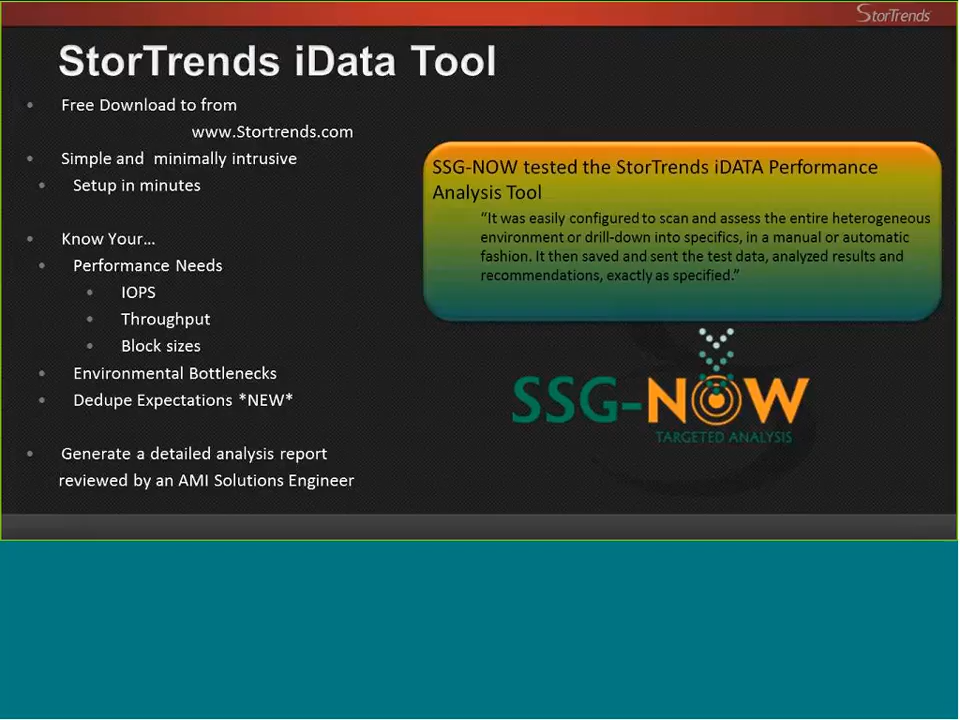 StorTrends
StorTrends iData Tool
Free Download to from
www.Stortrends.com
Simple and minimally intrusive
Setup in minutes
Know Your...
Performance Needs
IOPS
Throughput
Block sizes
Environmental Bottlenecks
Dedupe Expectations *NEW*
Generate a detailed analysis report
reviewed by an AMI Solutions Engineer
SSG-NOW tested the StorTrends iDATA Performance
Analysis Tool
“It was easily configured to scan and assess the entire heterogeneous
environment or drill-down into specifics, in a manual or automatic
fashion. It then saved and sent the test data, analyzed results and
recommendations, exactly as specified.”
SSG-NOW
TARGETED ANALYSIS